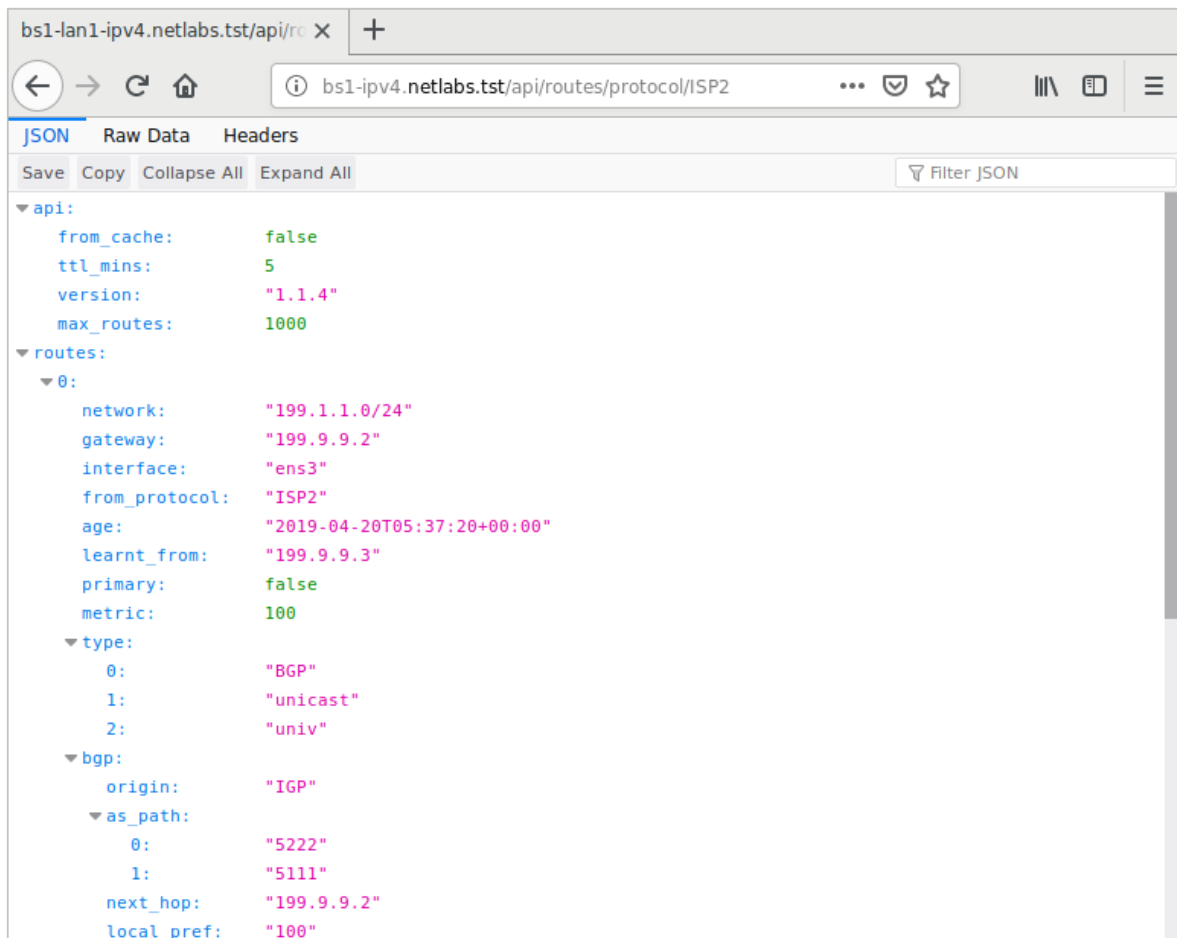 bs1-lan1-ipv4.netlabs.tst/api/ro
bs1-ipv4.netlabs.tst/api/routes/protocol/ISP2
JSON Raw Data Headers
Save Copy Collapse All Expand All Filter JSON
api:
from_cache: false
ttl_mins: 5
version: "1.1.4"
max_routes: 1000
routes:
0:
network: "199.1.1.0/24"
gateway: "199.9.9.2"
interface: "ens3"
from_protocol: "ISP2"
age: "2019-04-20T05:37:20+00:00"
learnt_from: "199.9.9.3"
primary: false
metric: 100
type:
0: "BGP"
1: "unicast"
2: "univ"
bgp:
origin: "IGP"
as_path:
0: "5222"
1: "5111"
next_hop: "199.9.9.2"
local_pref: "100"